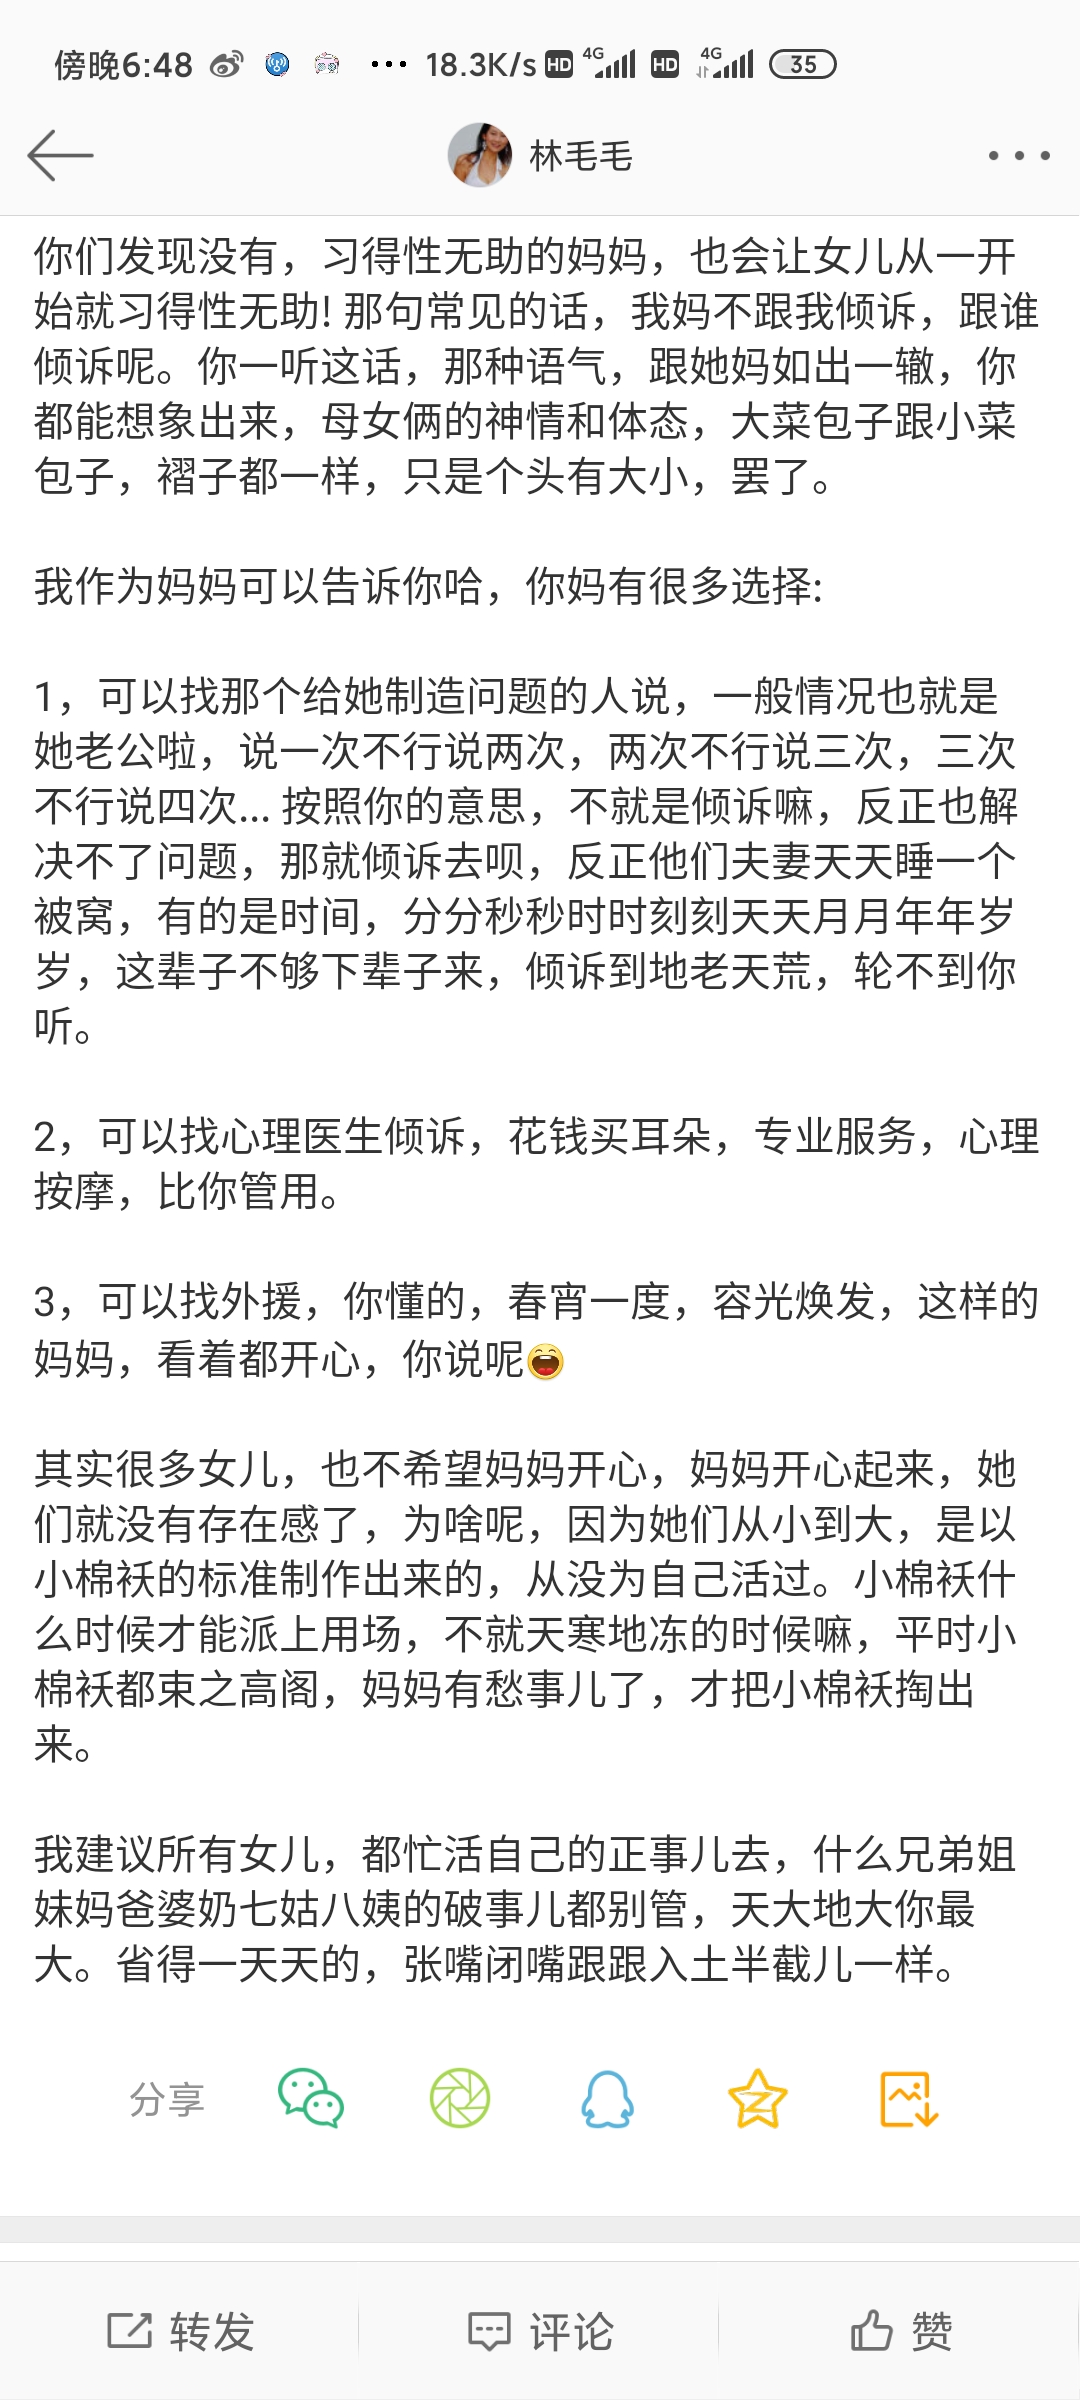 傍晚6:48 ... 18.3K/s HD 4G HD 4G 35
林毛毛
你们发现没有，习得性无助的妈妈，也会让女儿从一开
始就习得性无助! 那句常见的话，我妈不跟我倾诉，跟谁
倾诉呢。你一听这话，那种语气，跟她妈如出一辙，你
都能想象出来，母女俩的神情和体态，大菜包子跟小菜
包子，褶子都一样，只是个头有大小，罢了。
我作为妈妈可以告诉你哈，你妈有很多选择:
1，可以找那个给她制造问题的人说，一般情况也就是
她老公啦，说一次不行说两次，两次不行说三次，三次
不行说四次... 按照你的意思，不就是倾诉嘛，反正也解
决不了问题，那就倾诉去呗，反正他们夫妻天天睡一个
被窝，有的是时间，分分秒秒时时刻刻天天月月年年岁
岁，这辈子不够下辈子来，倾诉到地老天荒，轮不到你
听。
2，可以找心理医生倾诉，花钱买耳朵，专业服务，心理
按摩，比你管用。
3，可以找外援，你懂的，春宵一度，容光焕发，这样的
妈妈，看着都开心，你说呢😄
其实很多女儿，也不希望妈妈开心，妈妈开心起来，她
们就没有存在感了，为啥呢，因为她们从小到大，是以
小棉袄的标准制作出来的，从没为自己活过。小棉袄什
么时候才能派上用场，不就天寒地冻的时候嘛，平时小
棉袄都束之高阁，妈妈有愁事儿了，才把小棉袄掏出
来。
我建议所有女儿，都忙活自己的正事儿去，什么兄弟姐
妹妈爸婆奶七姑八姨的破事儿都别管，天大地大你最
大。省得一天天的，张嘴闭嘴跟跟入土半截儿一样。
分享
转发 评论 赞